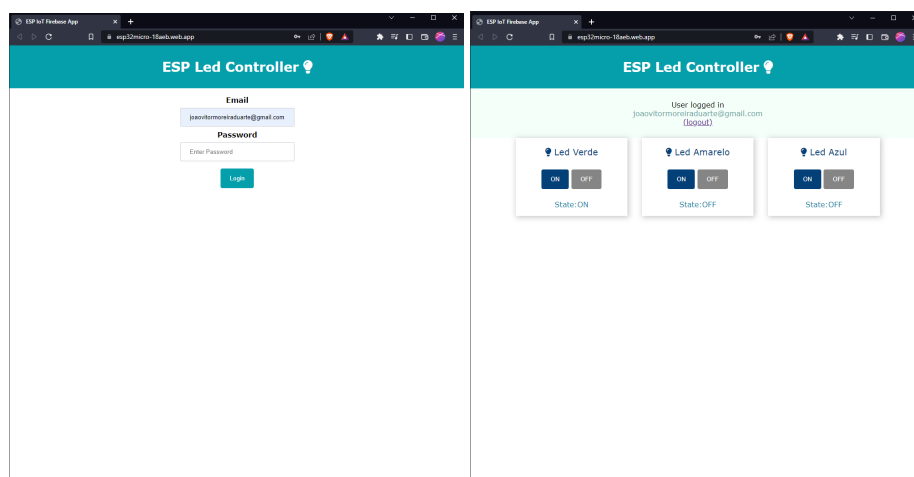 ESP IoT Firebase App
esp32micro-18aeb.web.app
ESP Led Controller
Email
joaovitormoreiraduarte@gmail.com
Password
Enter Password
Login
ESP IoT Firebase App
esp32micro-18aeb.web.app
ESP Led Controller
User logged in
joaovitormoreiraduarte@gmail.com
(logout)
Led Verde
ON OFF
State:ON
Led Amarelo
ON OFF
State:OFF
Led Azul
ON OFF
State:OFF